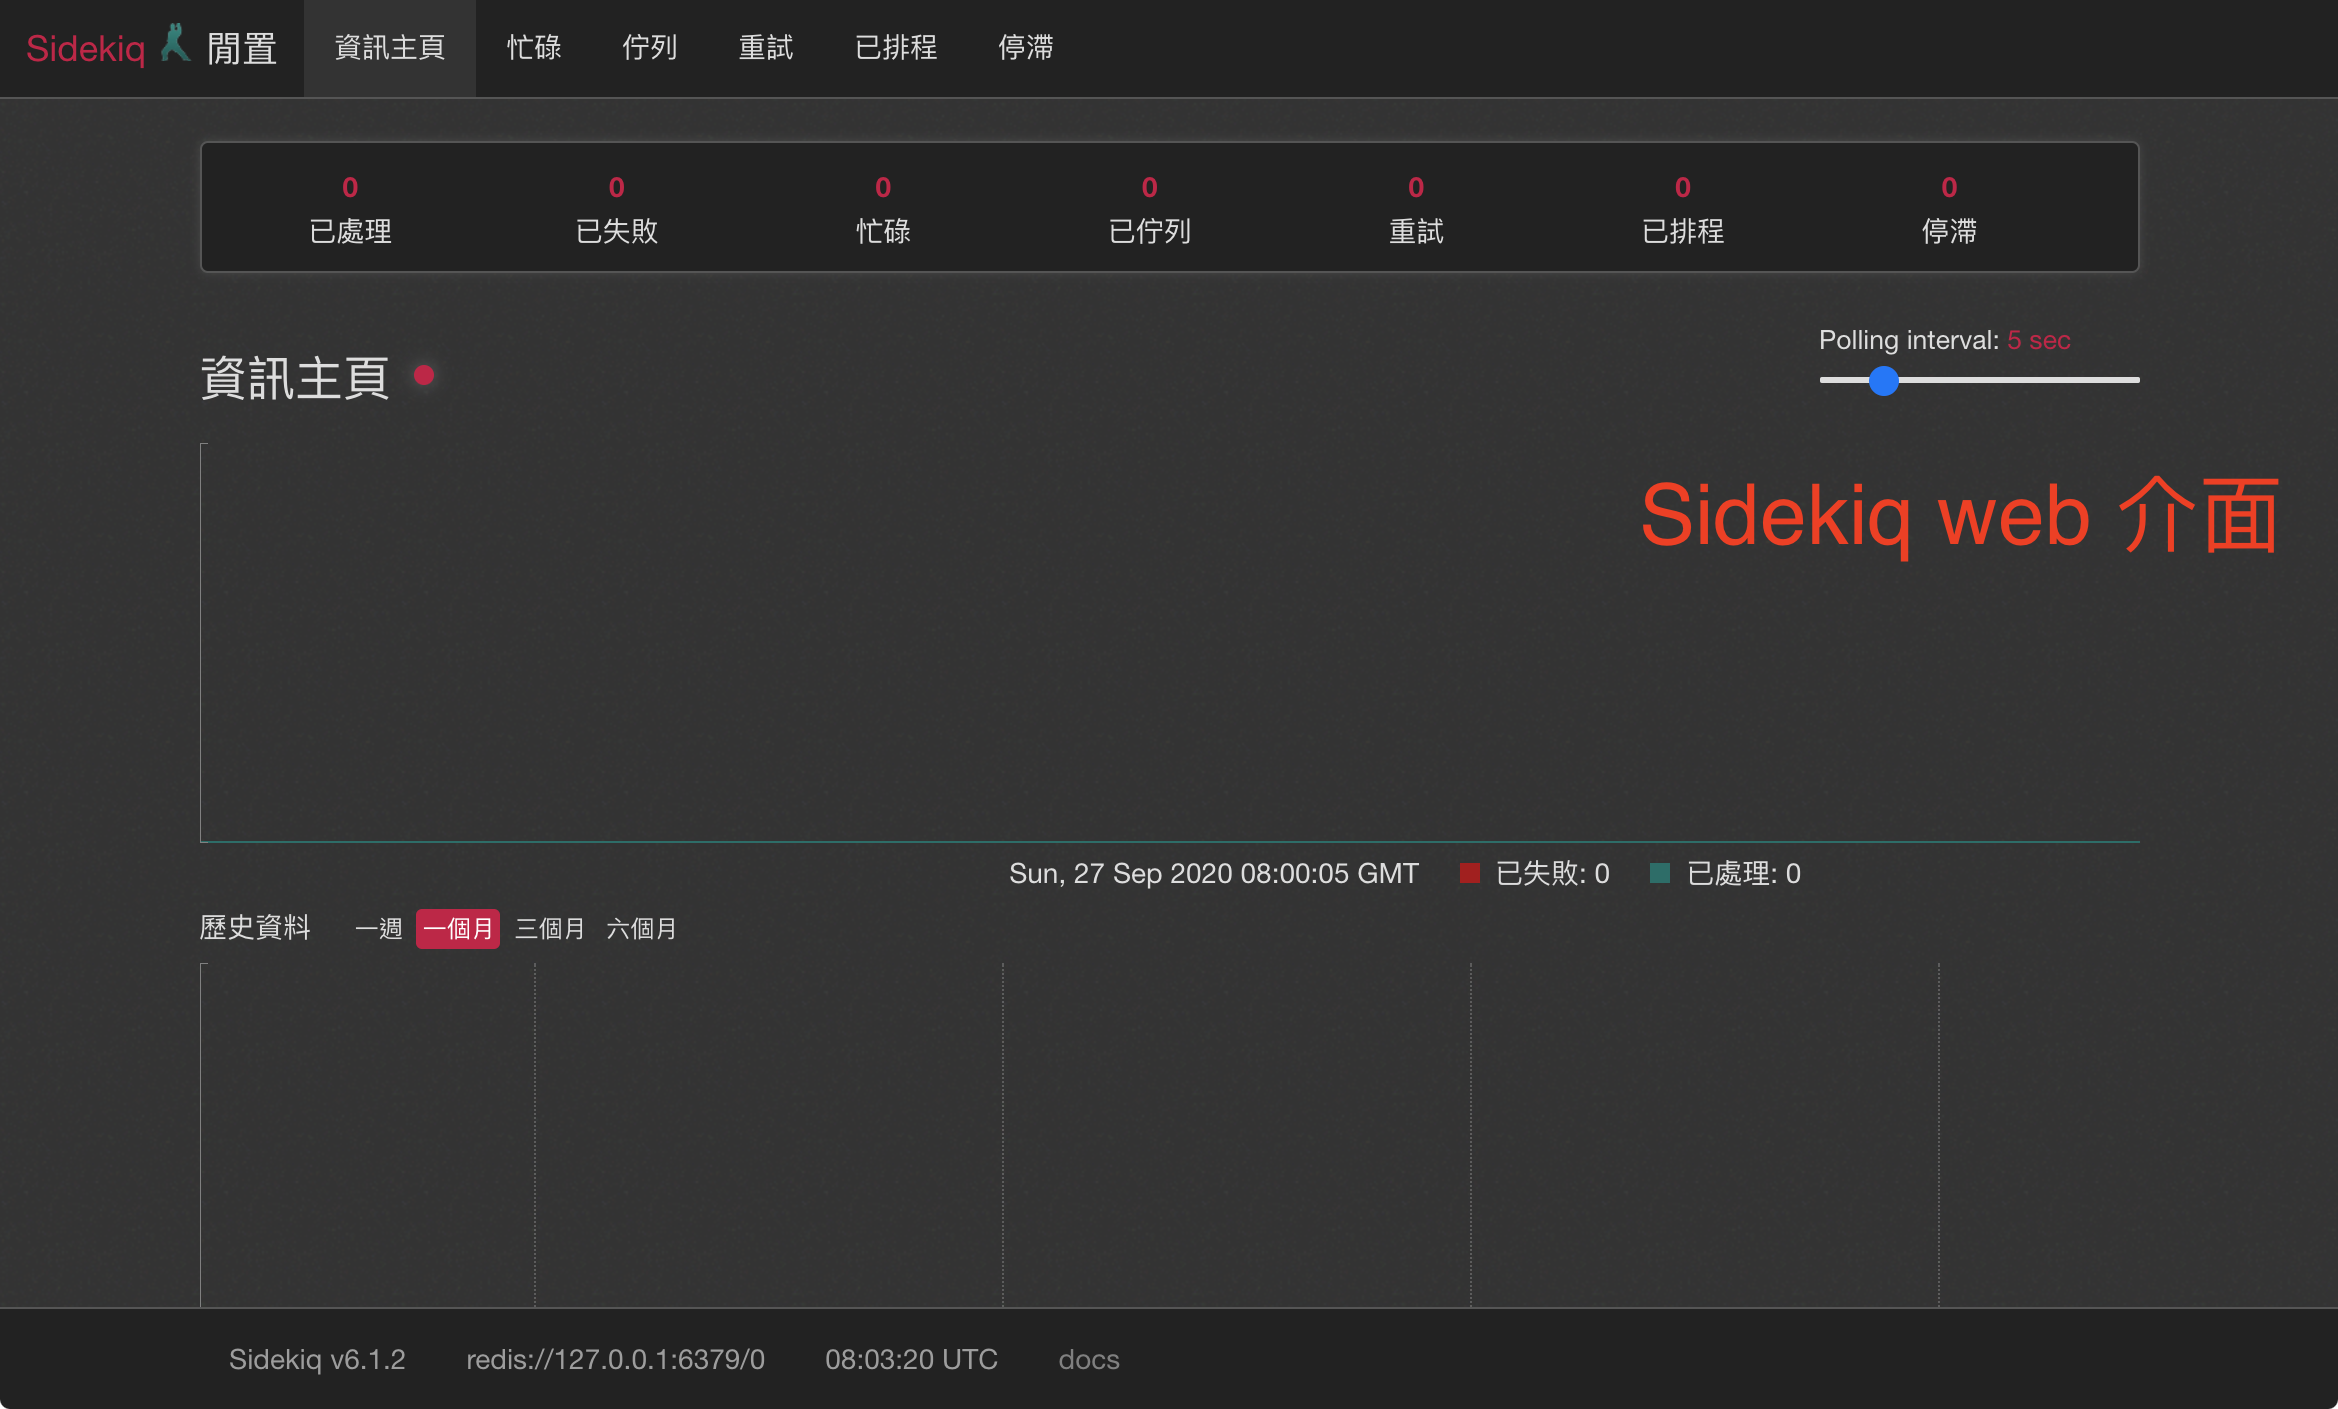 Sidekiq 閒置 資訊主頁 忙碌 佇列 重試 已排程 停滯
0 0 0 0 0 0 0
已處理 已失敗 忙碌 已佇列 重試 已排程 停滯
Polling interval: 5 sec
資訊主頁
Sidekiq web 介面
Sun, 27 Sep 2020 08:00:05 GMT 已失敗: 0 已處理: 0
歷史資料 一週 一個月 三個月 六個月
Sidekiq v6.1.2 redis://127.0.0.1:6379/0 08:03:20 UTC docs